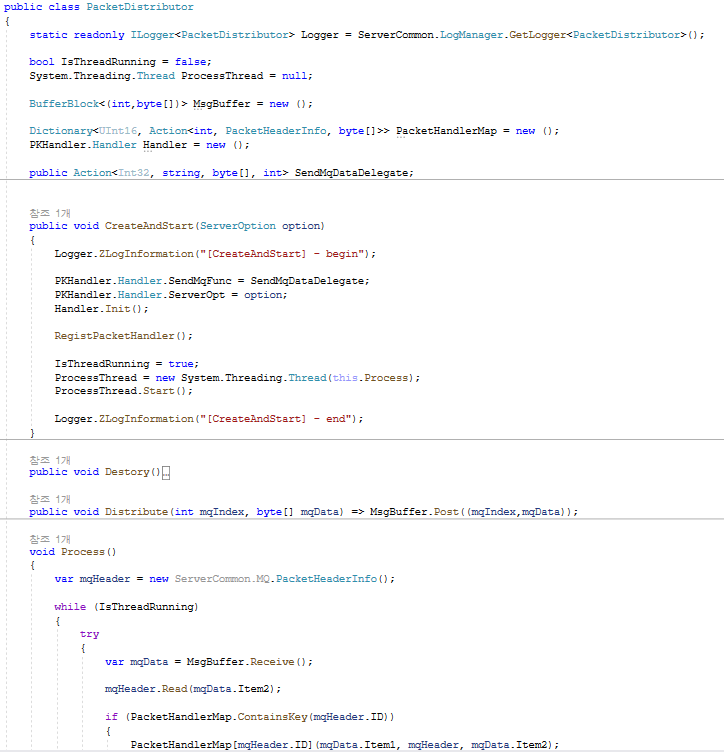 public class PacketDistributor
{
static readonly ILogger<PacketDistributor> Logger = ServerCommon.LogManager.GetLogger<PacketDistributor>();
bool IsThreadRunning = false;
System.Threading.Thread ProcessThread = null;
BufferBlock<(int,byte[])> MsgBuffer = new ();
Dictionary<UInt16, Action<int, PacketHeaderInfo, byte[]>> PacketHandlerMap = new ();
PKHandler.Handler Handler = new ();
public Action<Int32, string, byte[], int> SendMqDataDelegate;
참조 1개
public void CreateAndStart(ServerOption option)
{
Logger.ZLogInformation("[CreateAndStart] - begin");
PKHandler.Handler.SendMqFunc = SendMqDataDelegate;
PKHandler.Handler.ServerOpt = option;
Handler.Init();
RegistPacketHandler();
IsThreadRunning = true;
ProcessThread = new System.Threading.Thread(this.Process);
ProcessThread.Start();
Logger.ZLogInformation("[CreateAndStart] - end");
}
참조 1개
public void Destory()...
참조 1개
public void Distribute(int mqIndex, byte[] mqData) => MsgBuffer.Post((mqIndex,mqData));
참조 1개
void Process()
{
var mqHeader = new ServerCommon.MQ.PacketHeaderInfo();
while (IsThreadRunning)
{
try
{
var mqData = MsgBuffer.Receive();
mqHeader.Read(mqData.Item2);
if (PacketHandlerMap.ContainsKey(mqHeader.ID))
{
PacketHandlerMap[mqHeader.ID](mqData.Item1, mqHeader, mqData.Item2);